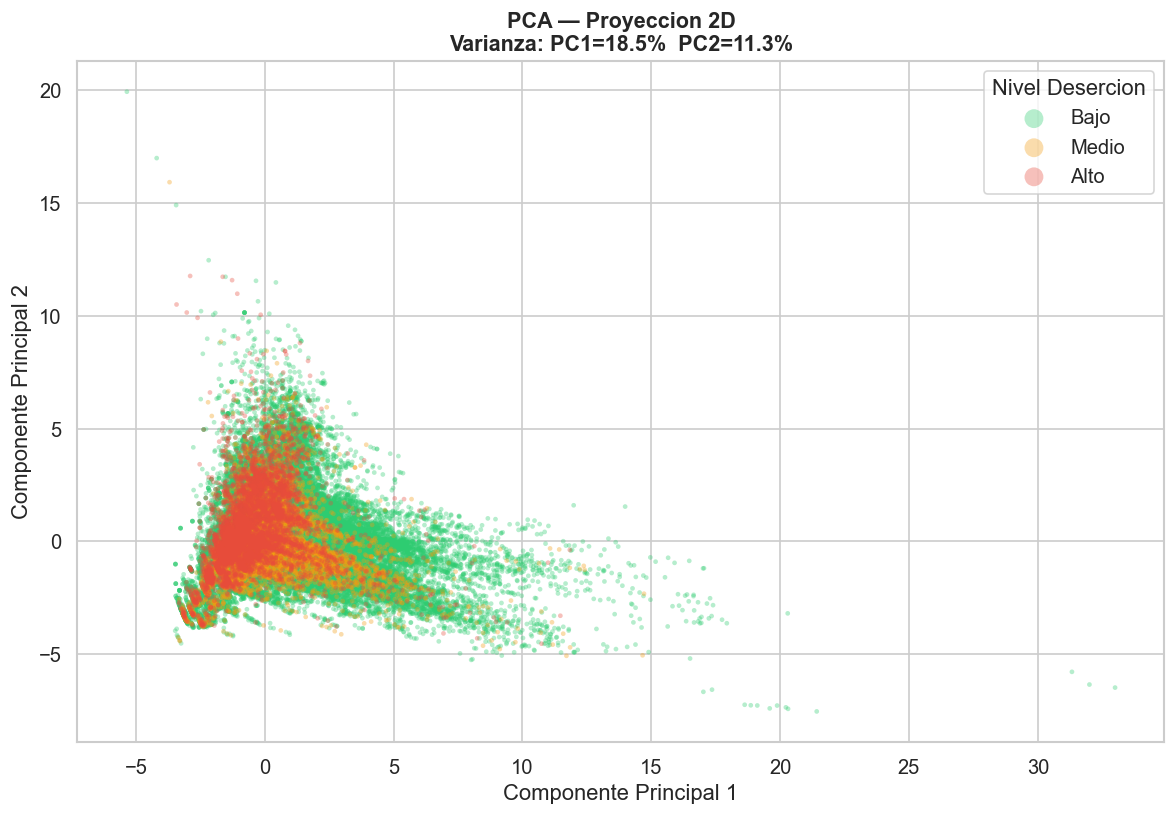 PCA — Proyeccion 2D
Varianza: PC1=18.5%  PC2=11.3%
Nivel Desercion
Bajo
Medio
Alto
Componente Principal 2
20
15
10
5
0
−5
−5
0
5
10
15
20
25
30
Componente Principal 1